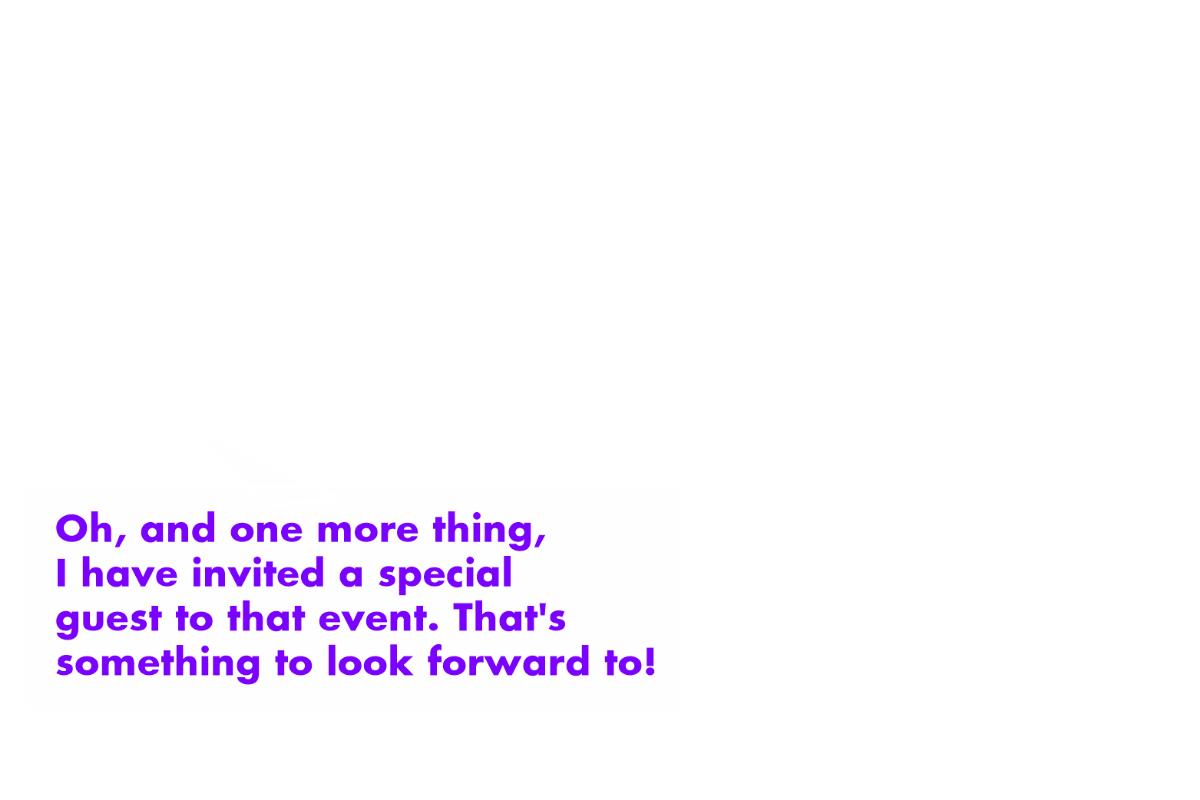 Oh, and one more thing,
I have invited a special
guest to that event. That's
something to look forward to!